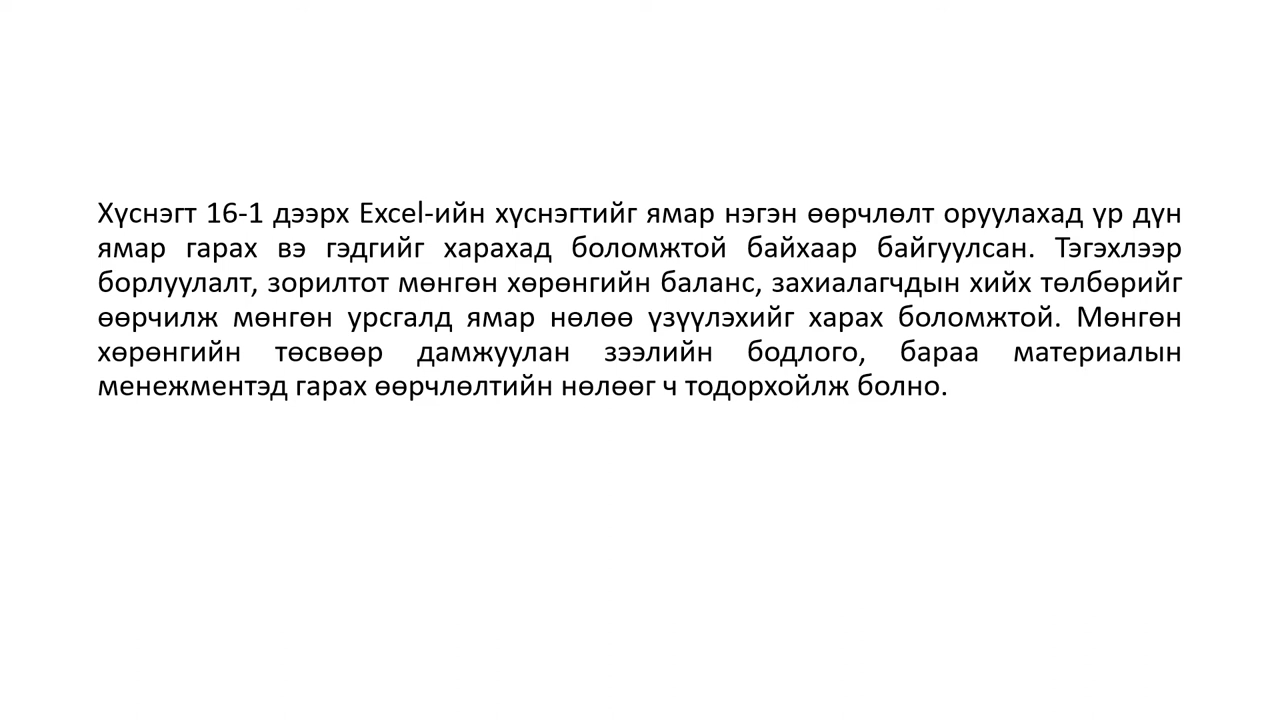 Хүснэгт 16-1 дээрх Excel-ийн хүснэгтийг ямар нэгэн өөрчлөлт оруулахад үр дүн
ямар гарах вэ гэдгийг харахад боломжтой байхаар байгуулсан. Тэгэхлээр
борлуулалт, зорилтот мөнгөн хөрөнгийн баланс, захиалагчдын хийх төлбөрийг
өөрчилж мөнгөн урсгалд ямар нөлөө үзүүлэхийг харах боломжтой. Мөнгөн
хөрөнгийн төсвөөр дамжуулан зээлийн бодлого, бараа материалын
менежментэд гарах өөрчлөлтийн нөлөөг ч тодорхойлж болно.